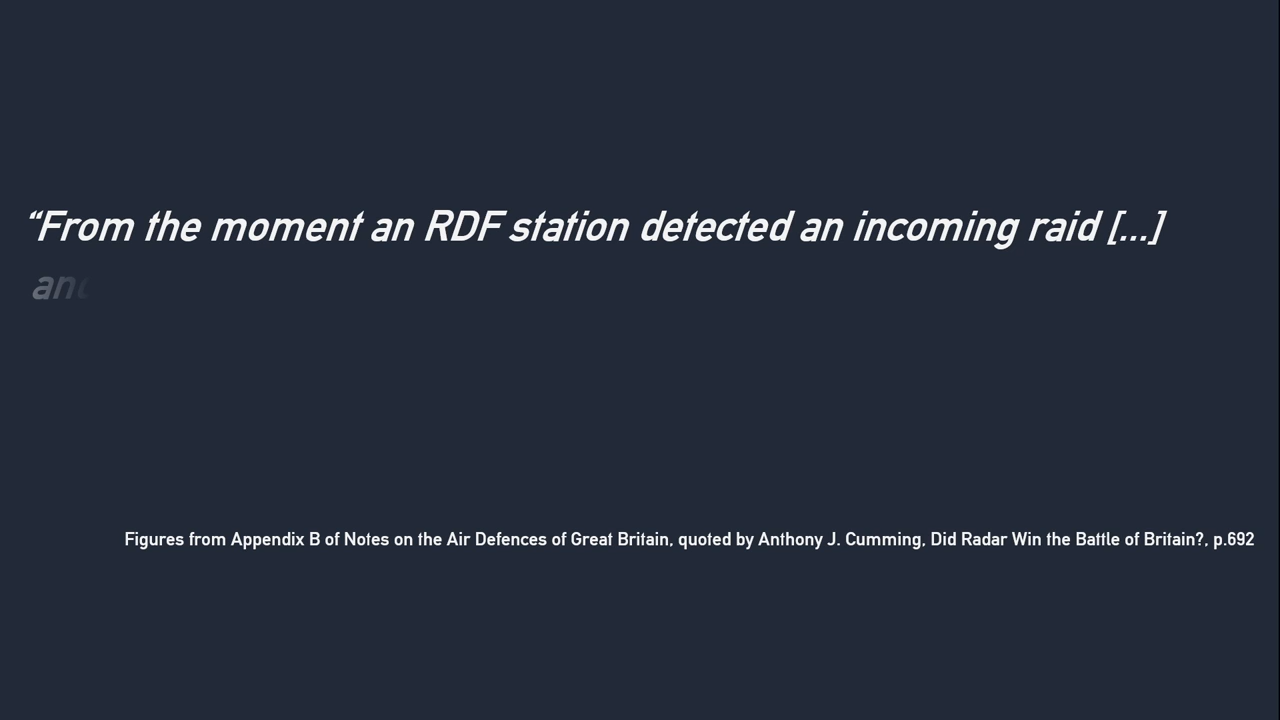 “From the moment an RDF station detected an incoming raid [...]
and
Figures from Appendix B of Notes on the Air Defences of Great Britain, quoted by Anthony J. Cumming, Did Radar Win the Battle of Britain?, p.692